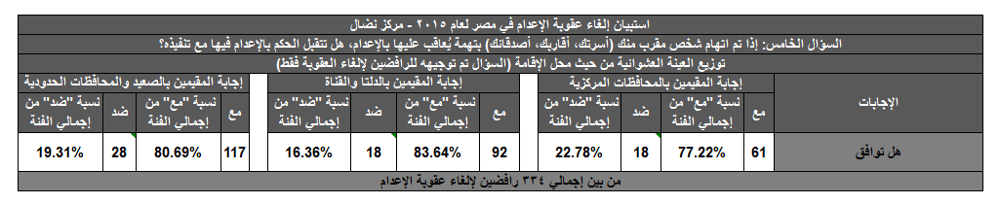 استبيان إلغاء عقوبة الإعدام في مصر لعام ٢٠١٥ - مركز نضال
السؤال الخامس: إذا تم اتهام شخص مقرب منك (أسرتك، أقاربك، أصدقائك) بتهمة يُعاقب عليها بالإعدام، هل تتقبل الحكم بالإعدام فيها مع تنفيذه؟
توزيع العينة العشوائية من حيث محل الإقامة (السؤال تم توجيهه للرافضين لإلغاء العقوبة فقط)
الإجابات
إجابة المقيمين بالمحافظات المركزية
إجابة المقيمين بالدلتا والقناة
إجابة المقيمين بالصعيد والمحافظات الحدودية
مع نسبة "مع" من إجمالي الفئة ضد نسبة "ضد" من إجمالي الفئة مع نسبة "مع" من إجمالي الفئة ضد نسبة "ضد" من إجمالي الفئة مع نسبة "مع" من إجمالي الفئة ضد نسبة "ضد" من إجمالي الفئة
هل توافق 61 77.22% 18 22.78% 92 83.64% 18 16.36% 117 80.69% 28 19.31%
من بين إجمالي ٣٣٤ رافضين لإلغاء عقوبة الإعدام